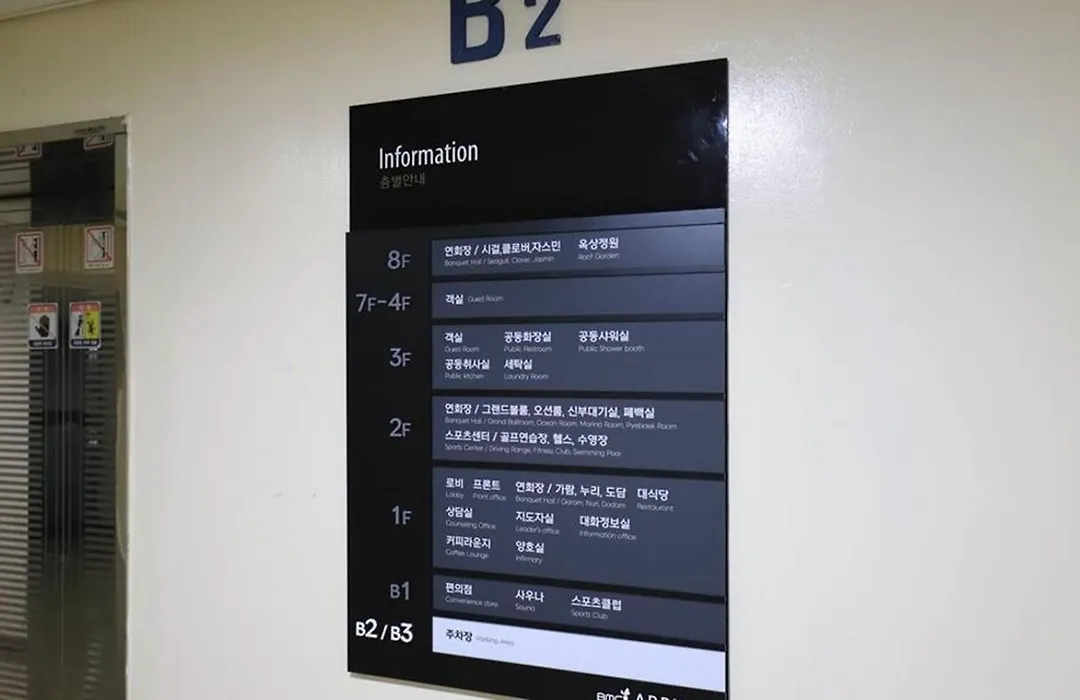 B2
Information
층별안내
8F
연회장 / 시걸,클로버,자스민 옥상정원
Banquet Hall / Seagull, Clover, Jasmin Roof Garden
7F-4F
객실 Guest Room
3F
객실 공동화장실 공동샤워실
Guest Room Public Restroom Public Shower booth
공동취사실 세탁실
Public kitchen Laundry Room
2F
연회장 / 그랜드볼룸, 오션룸, 신부대기실, 폐백실
Banquet Hall / Grand Ballroom, Ocean Room, Marina Room, Pyebaek Room
스포츠센터 / 골프연습장, 헬스, 수영장
Sports Center / Driving Range, Fitness Club, Swimming Pool
1F
로비 프론트 연회장 / 가람, 누리, 도담 대식당
Lobby Front office Banquet Hall / Garam, Nuri, Dodam Restaurant
상담실 지도자실 대화정보실
Counseling Office Leader's office Information office
커피라운지 양호실
Coffee Lounge Infirmary
B1
편의점 사우나 스포츠클럽
Convenience store Sauna Sports Club
B2 / B3
주차장 Parking Area